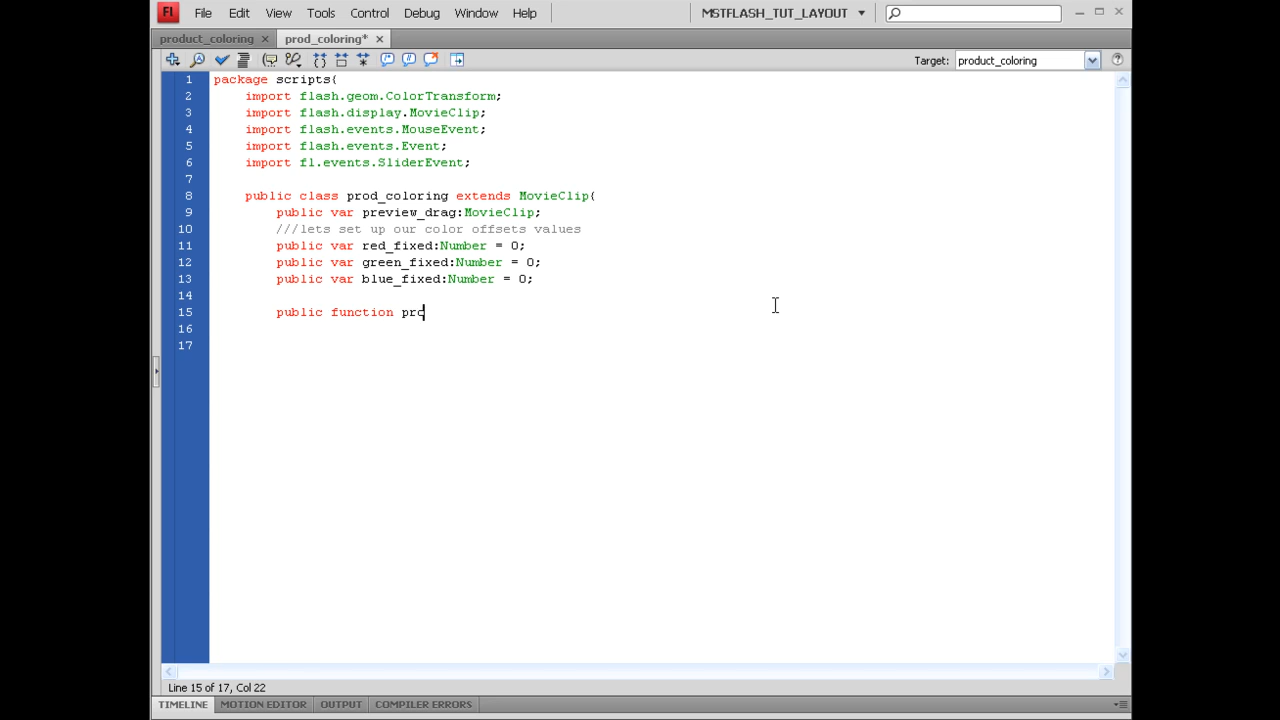 Fl File Edit View Tools Control Debug Window Help MSTFLASH_TUT_LAYOUT
product_coloring prod_coloring*
Target: product_coloring
1 package scripts{
2 import flash.geom.ColorTransform;
3 import flash.display.MovieClip;
4 import flash.events.MouseEvent;
5 import flash.events.Event;
6 import fl.events.SliderEvent;
7
8 public class prod_coloring extends MovieClip{
9 public var preview_drag:MovieClip;
10 ///lets set up our color offsets values
11 public var red_fixed:Number = 0;
12 public var green_fixed:Number = 0;
13 public var blue_fixed:Number = 0;
14
15 public function pro
16
17
Line 15 of 17, Col 22
TIMELINE MOTION EDITOR OUTPUT COMPILER ERRORS